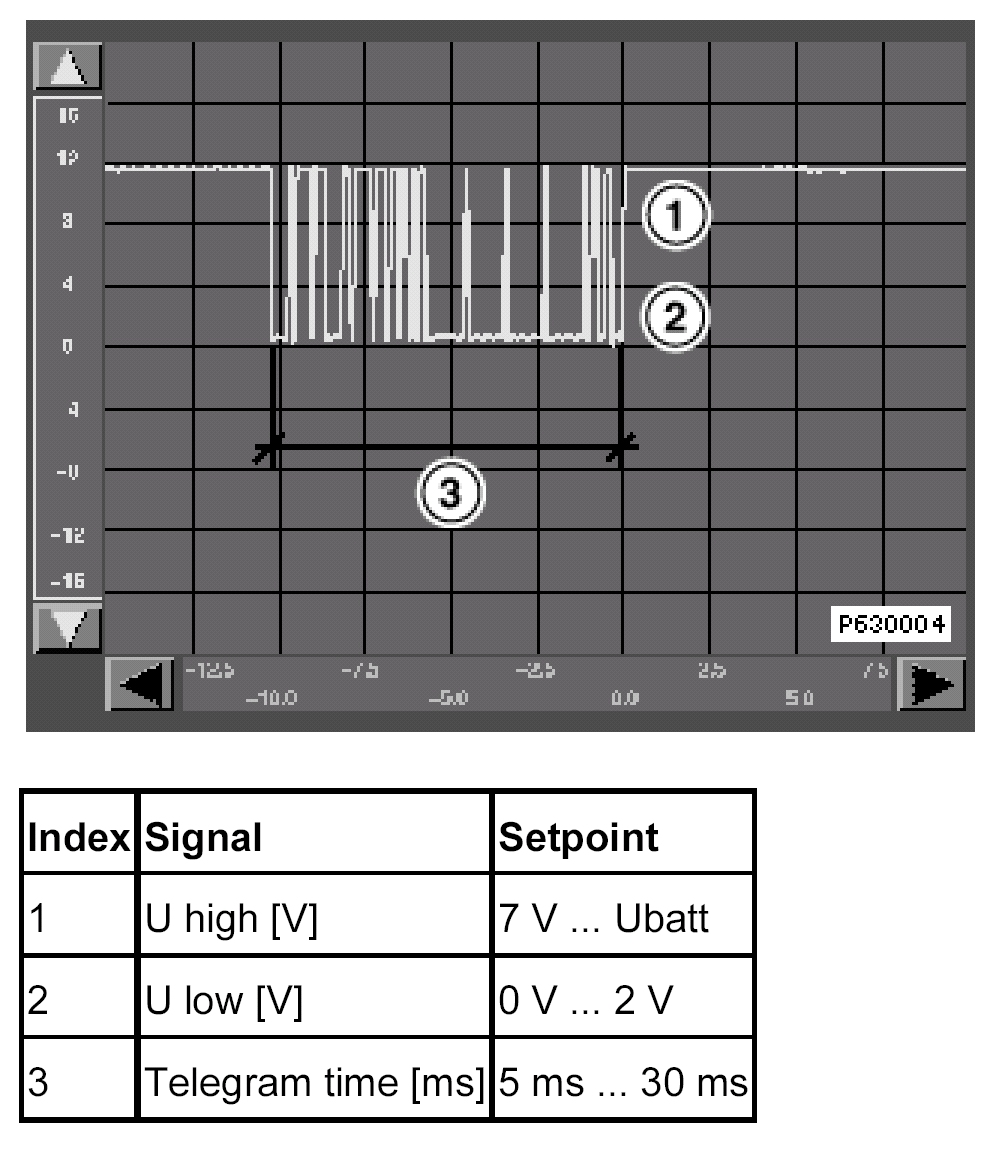 16
12
8
1
4
2
0
-8
3
-12
-16
P630004
-12.5 -7.5 -2.5 2.5 7.5
-10.0 -5.0 0.0 5.0
Index Signal Setpoint
1 U high [V] 7 V ... Ubatt
2 U low [V] 0 V ... 2 V
3 Telegram time [ms] 5 ms ... 30 ms